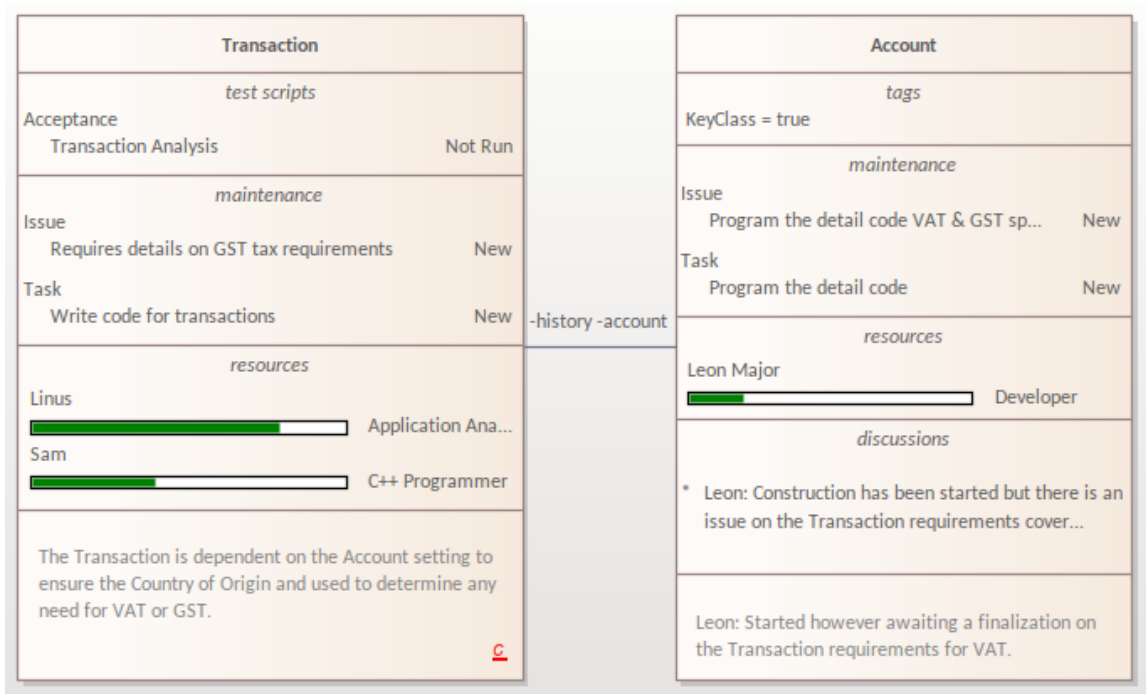 Transaction
test scripts
Acceptance
Transaction Analysis Not Run
maintenance
Issue
Requires details on GST tax requirements New
Task
Write code for transactions New
resources
Linus
Application Ana...
Sam
C++ Programmer
The Transaction is dependent on the Account setting to
ensure the Country of Origin and used to determine any
need for VAT or GST.
C
-history -account
Account
tags
KeyClass = true
maintenance
Issue
Program the detail code VAT & GST sp... New
Task
Program the detail code New
resources
Leon Major
Developer
discussions
* Leon: Construction has been started but there is an
issue on the Transaction requirements cover...
Leon: Started however awaiting a finalization on
the Transaction requirements for VAT.